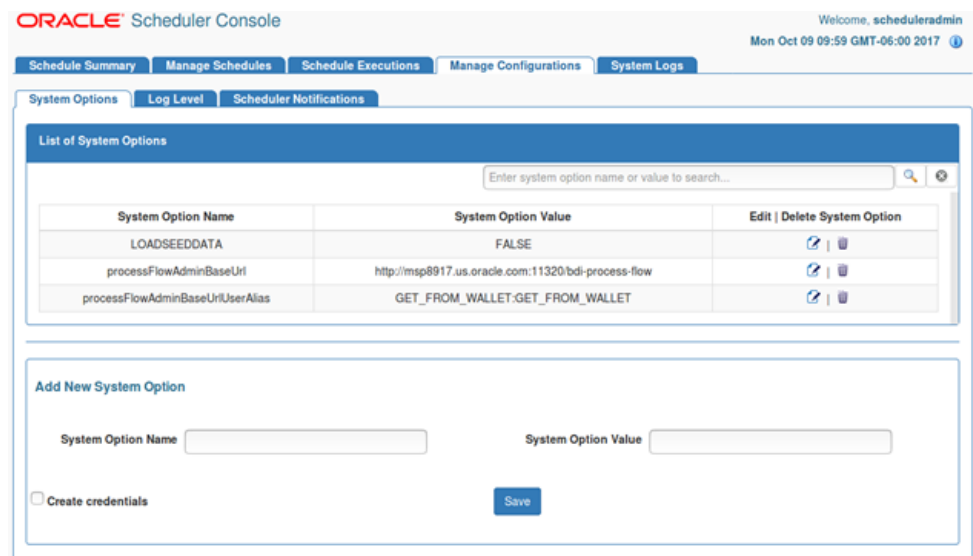 ORACLE Scheduler Console
Welcome, scheduleradmin
Mon Oct 09 09:59 GMT-06:00 2017
Schedule Summary Manage Schedules Schedule Executions Manage Configurations System Logs
System Options Log Level Scheduler Notifications
List of System Options
Enter system option name or value to search...
System Option Name System Option Value Edit | Delete System Option
LOADSEEDDATA FALSE |
processFlowAdminBaseUrl http://msp8917.us.oracle.com:11320/bdi-process-flow |
processFlowAdminBaseUrlUserAlias GET_FROM_WALLET:GET_FROM_WALLET |
Add New System Option
System Option Name System Option Value
Create credentials Save